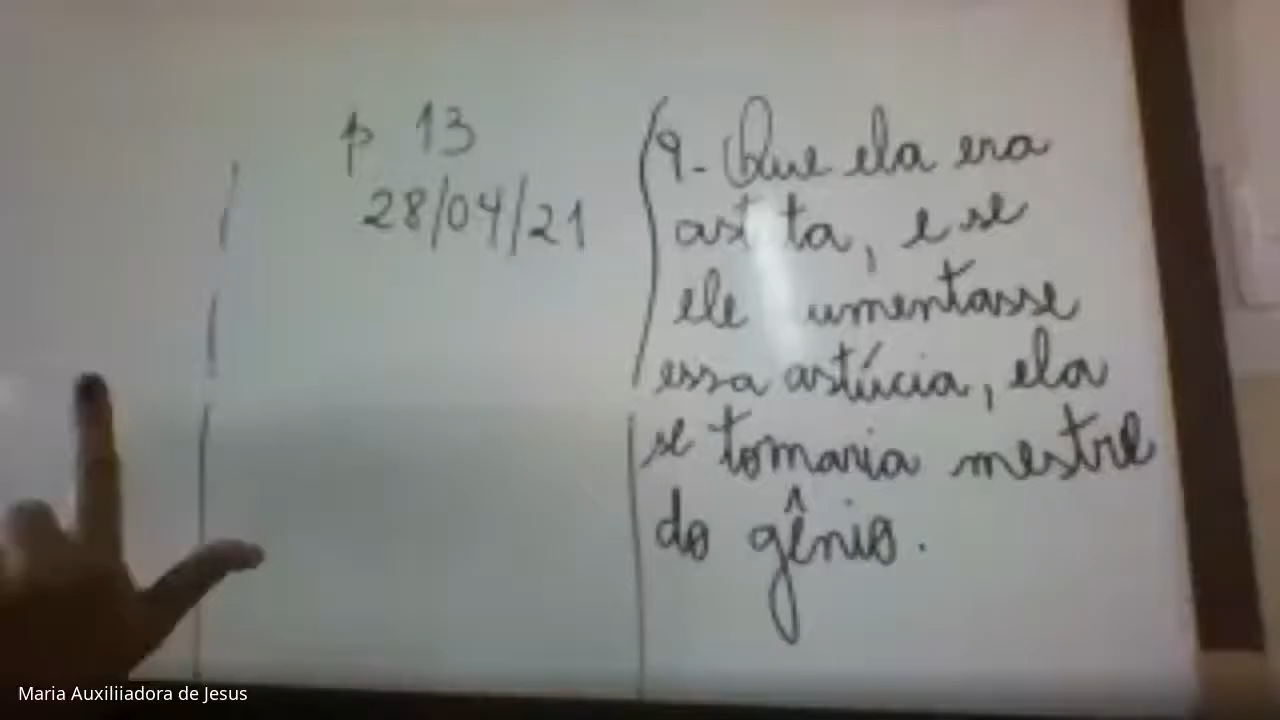 p 13
28/04/21
9- Que ela era
ast ta, e se
ele umentasse
essa astúcia, ela
se tornaria mestre
do gênio.
Maria Auxiliiadora de Jesus